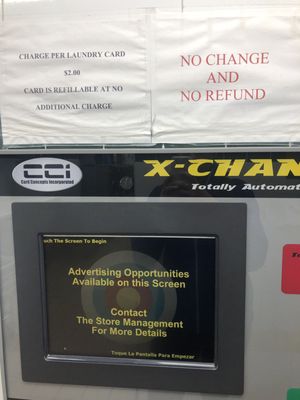 CHARGE PER LAUNDRY CARD
$2.00
CARD IS REFILLABLE AT NO
ADDITIONAL CHARGE
NO CHANGE
AND
NO REFUND
CCI
Card Concepts Incorporated
X-CHAN
Totally Automat
uch The Screen To Begin
Advertising Opportunities
Available on this Screen
Contact
The Store Management
For More Details
Toque La Pantalla Para Empezar